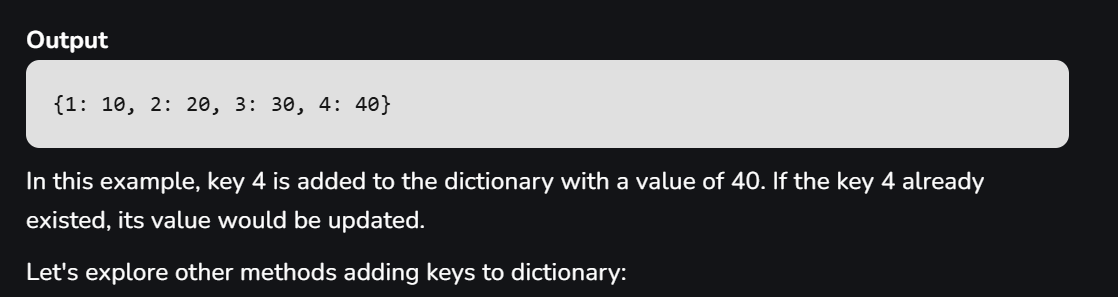 Output
{1: 10, 2: 20, 3: 30, 4: 40}
In this example, key 4 is added to the dictionary with a value of 40. If the key 4 already
existed, its value would be updated.
Let's explore other methods adding keys to dictionary: